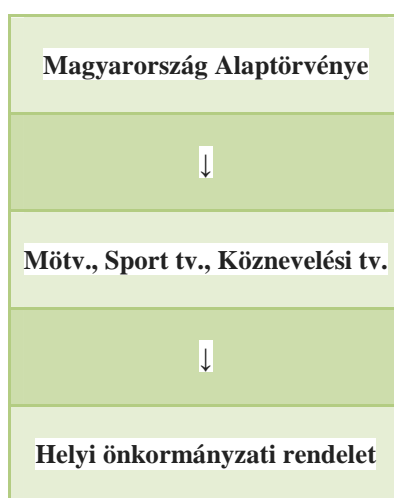 Magyarország Alaptörvénye
↓
Mötv., Sport tv., Köznevelési tv.
↓
Helyi önkormányzati rendelet